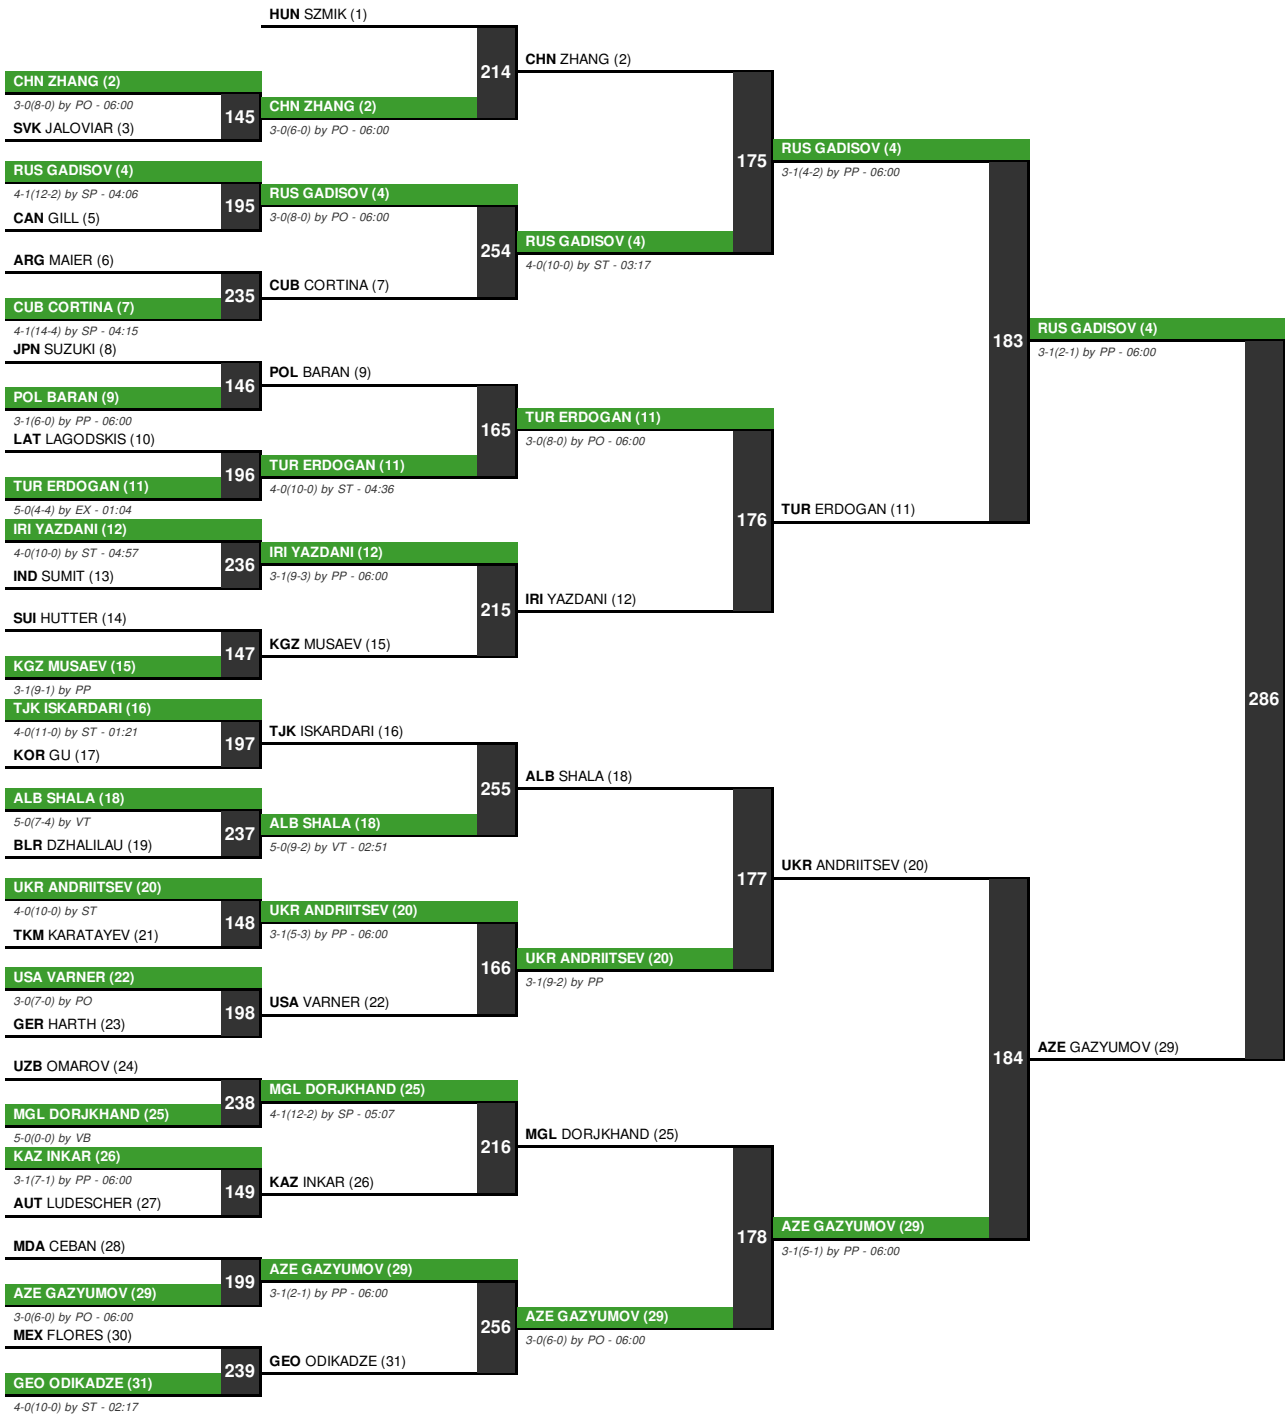 HUN SZMIK (1)
CHN ZHANG (2)
3-0(8-0) by PO - 06:00
SVK JALOVIAR (3)
145
RUS GADISOV (4)
4-1(12-2) by SP - 04:06
CAN GILL (5)
195
ARG MAIER (6)
CUB CORTINA (7)
4-1(14-4) by SP - 04:15
235
JPN SUZUKI (8)
POL BARAN (9)
3-1(6-0) by PP - 06:00
146
LAT LAGODSKIS (10)
TUR ERDOGAN (11)
5-0(4-4) by EX - 01:04
196
IRI YAZDANI (12)
4-0(10-0) by ST - 04:57
IND SUMIT (13)
236
SUI HUTTER (14)
KGZ MUSAEV (15)
3-1(9-1) by PP
147
TJK ISKARDARI (16)
4-0(11-0) by ST - 01:21
KOR GU (17)
197
ALB SHALA (18)
5-0(7-4) by VT
BLR DZHALILAU (19)
237
UKR ANDRIITSEV (20)
4-0(10-0) by ST
TKM KARATAYEV (21)
148
USA VARNER (22)
3-0(7-0) by PO
GER HARTH (23)
198
UZB OMAROV (24)
MGL DORJKHAND (25)
5-0(0-0) by VB
238
KAZ INKAR (26)
3-1(7-1) by PP - 06:00
AUT LUDESCHER (27)
149
MDA CEBAN (28)
AZE GAZYUMOV (29)
3-0(6-0) by PO - 06:00
199
MEX FLORES (30)
GEO ODIKADZE (31)
4-0(10-0) by ST - 02:17
239
CHN ZHANG (2)
3-0(6-0) by PO - 06:00
214
RUS GADISOV (4)
3-0(8-0) by PO - 06:00
CUB CORTINA (7)
254
POL BARAN (9)
TUR ERDOGAN (11)
4-0(10-0) by ST - 04:36
165
IRI YAZDANI (12)
3-1(9-3) by PP - 06:00
KGZ MUSAEV (15)
215
TJK ISKARDARI (16)
ALB SHALA (18)
5-0(9-2) by VT - 02:51
255
UKR ANDRIITSEV (20)
3-1(5-3) by PP - 06:00
USA VARNER (22)
166
MGL DORJKHAND (25)
4-1(12-2) by SP - 05:07
KAZ INKAR (26)
216
AZE GAZYUMOV (29)
3-1(2-1) by PP - 06:00
GEO ODIKADZE (31)
256
CHN ZHANG (2)
RUS GADISOV (4)
4-0(10-0) by ST - 03:17
175
TUR ERDOGAN (11)
3-0(8-0) by PO - 06:00
IRI YAZDANI (12)
176
ALB SHALA (18)
UKR ANDRIITSEV (20)
3-1(9-2) by PP
177
MGL DORJKHAND (25)
AZE GAZYUMOV (29)
3-0(6-0) by PO - 06:00
178
RUS GADISOV (4)
3-1(4-2) by PP - 06:00
TUR ERDOGAN (11)
183
UKR ANDRIITSEV (20)
AZE GAZYUMOV (29)
3-1(5-1) by PP - 06:00
184
RUS GADISOV (4)
3-1(2-1) by PP - 06:00
AZE GAZYUMOV (29)
286